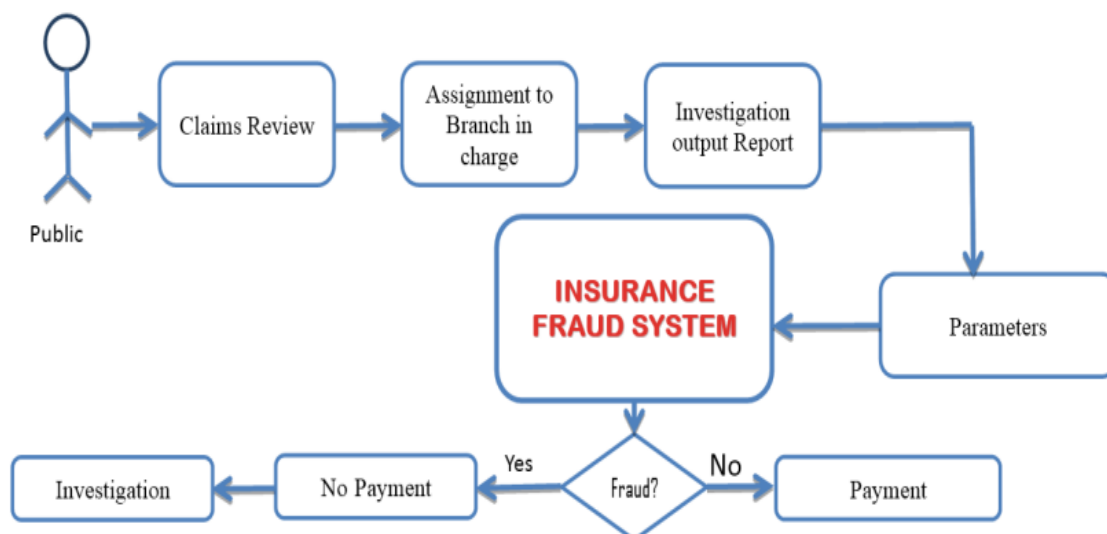 Public
Claims Review
Assignment to
Branch in
charge
Investigation
output Report
Parameters
INSURANCE
FRAUD SYSTEM
Fraud?
Yes
No Payment
Investigation
No
Payment